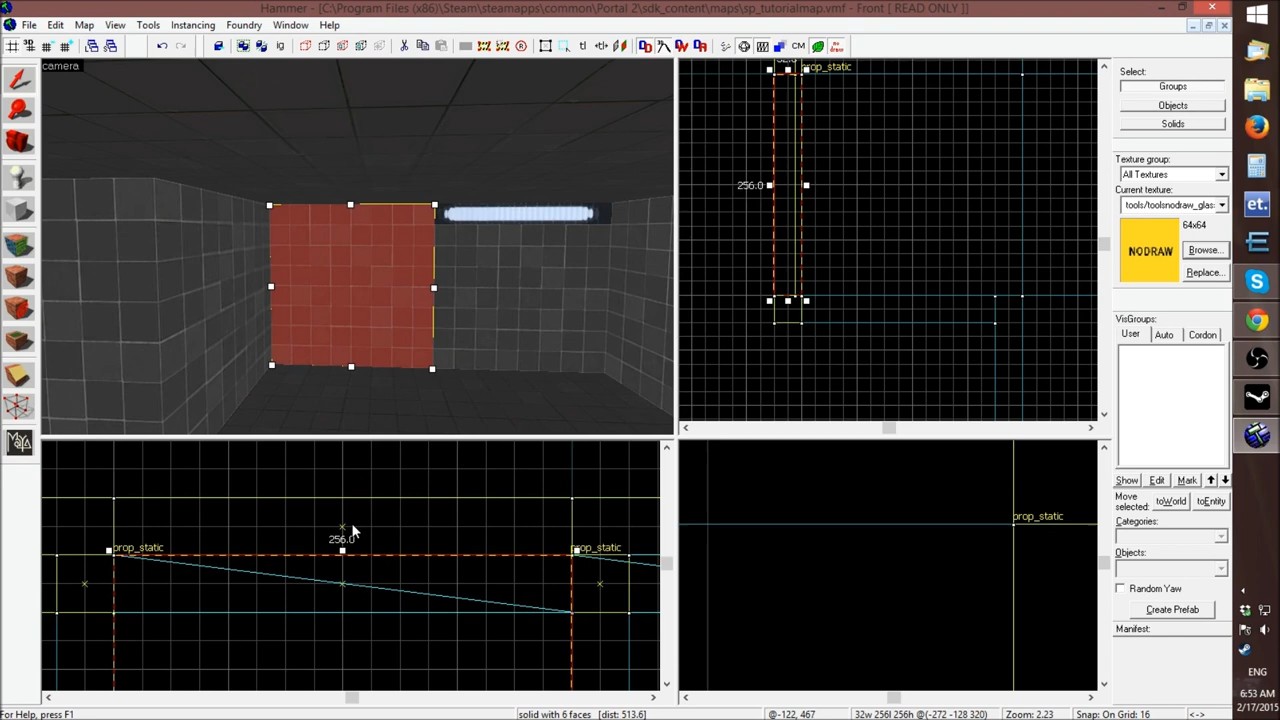 Hammer - [C:\Program Files (x86)\Steam\steamapps\common\Portal 2\sdk_content\maps\sp_tutorialmap.vmf - Front [ READ ONLY ]
File Edit Map View Tools Instancing Foundry Window Help
3D
CM
camera
prop_static
256.0
Select:
Groups
Objects
Solids
Texture group:
All Textures
Current texture:
tools/toolsnodraw_glas
64x64
NODRAW
Browse...
Replace...
et.
VisGroups:
User Auto Cordon
Show Edit Mark
Move selected:
toWorld toEntity
Categories:
Objects:
Random Yaw
Create Prefab
Manifest:
prop_static
prop_static
256.0
prop_static
For Help, press F1
solid with 6 faces [dist: 513.6]
@-122, 467
32w 256l 256h @(-272 -128 320)
Zoom: 2.23
Snap: On Grid: 16
<->
ENG
6:53 AM
2/17/2015